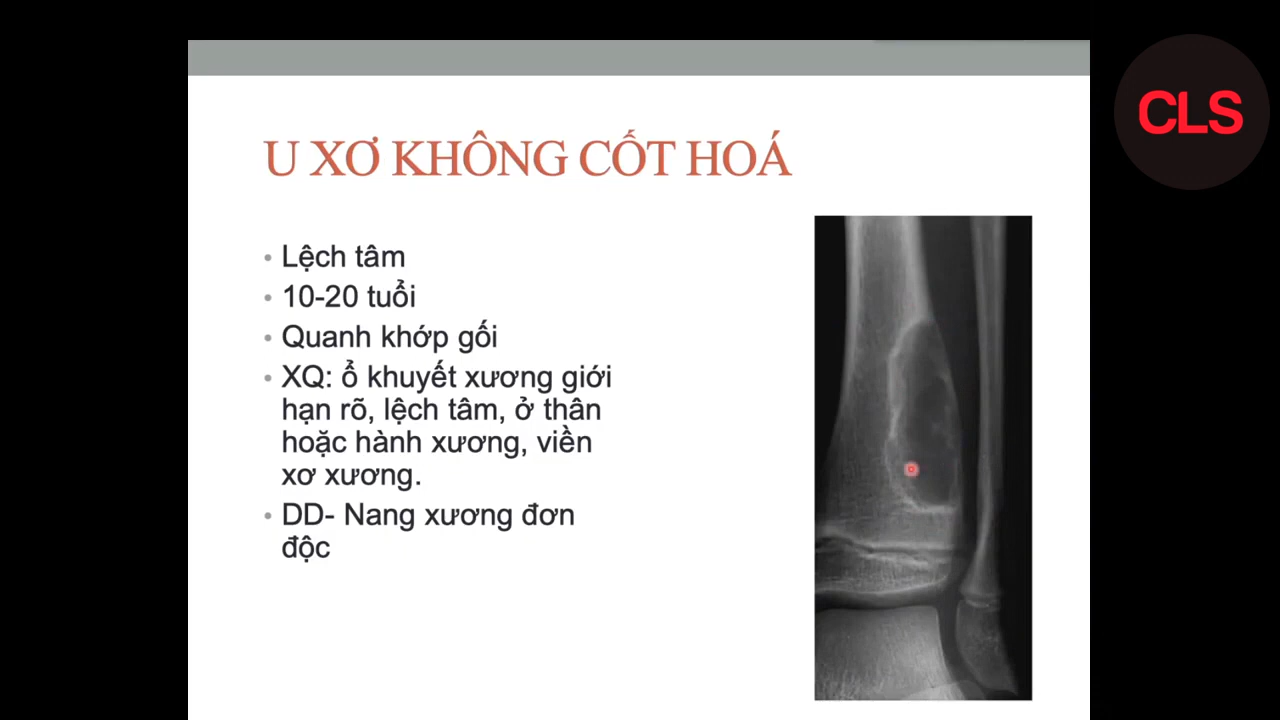 CLS
U XƠ KHÔNG CỐT HOÁ
• Lệch tâm
• 10-20 tuổi
• Quanh khớp gối
• XQ: ổ khuyết xương giới
hạn rõ, lệch tâm, ở thân
hoặc hành xương, viền
xơ xương.
• DD- Nang xương đơn
độc